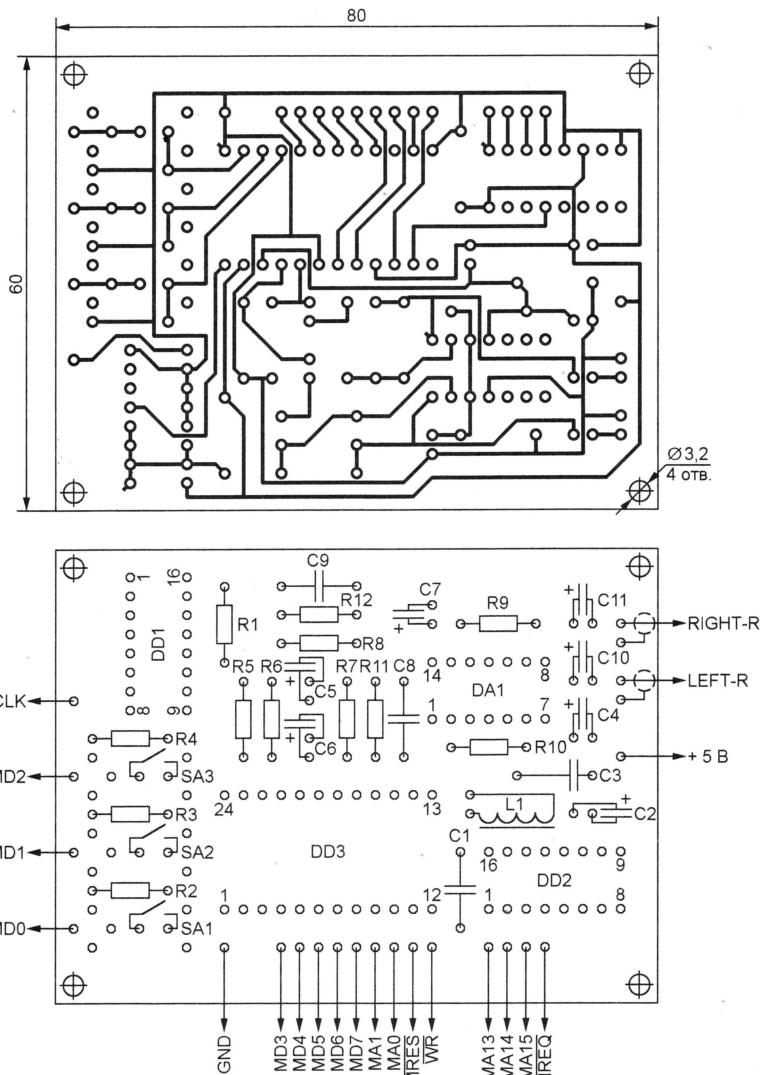 80
60
Ø3,2
4 отв.
C9
C7
C11
R12
R9
RIGHT-R
1
16
R1
DD1
R8
C10
R5
R6
R7
R11
C8
14
8
LEFT-R
C5
DA1
CLK
8
9
C6
1
7
C4
R4
R10
+ 5 В
MD2
SA3
C3
24
13
L1
C2
R3
C1
MD1
SA2
DD3
16
9
R2
DD2
1
12
1
8
MD0
SA1
GND
MD3
MD4
MD5
MD6
MD7
MA1
MA0
MRES
WR
MA13
MA14
MA15